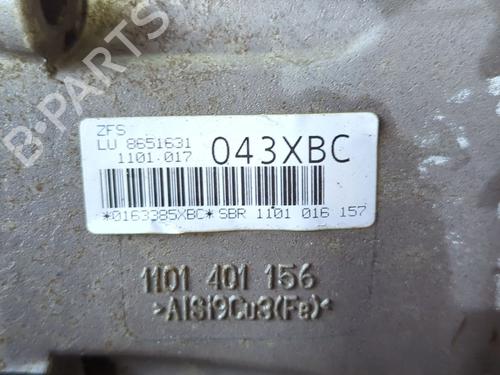 ZFS
LU 8651631
1101.017
043XBC
*0163385XBC* SBR 1101 016 157
1101 401 156
>AlSi9Cu3(Fe)<
B-Parts